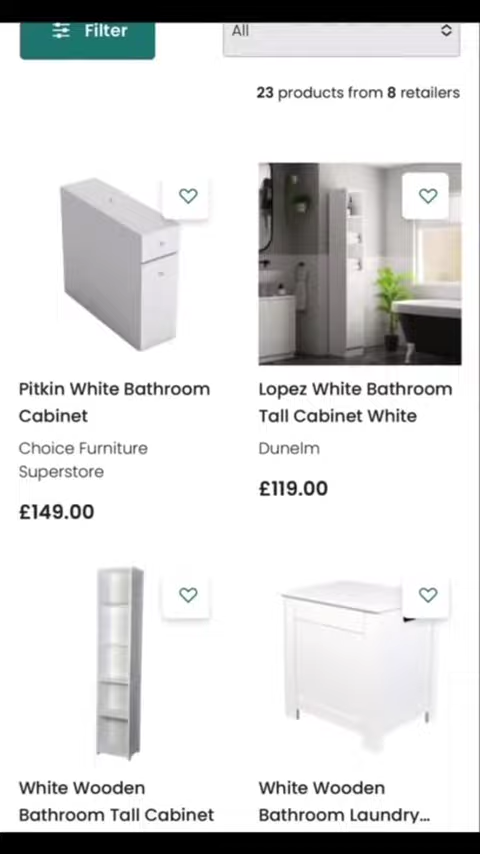 Filter
All
23 products from 8 retailers
Pitkin White Bathroom
Cabinet
Choice Furniture
Superstore
£149.00
Lopez White Bathroom
Tall Cabinet White
Dunelm
£119.00
White Wooden
Bathroom Tall Cabinet
White Wooden
Bathroom Laundry...